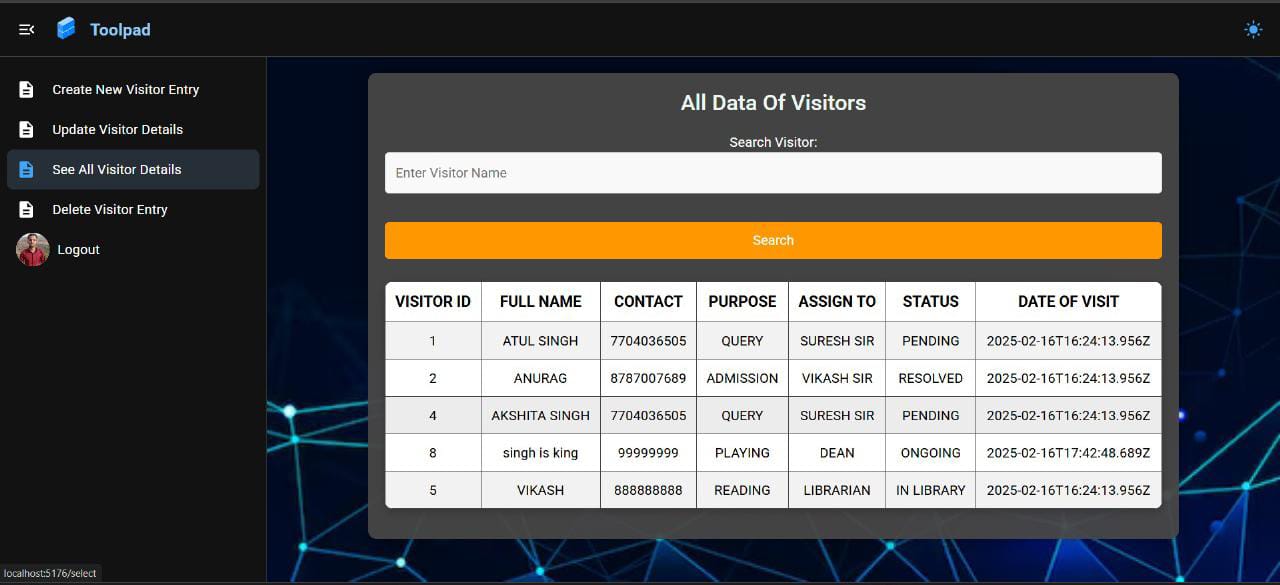 Toolpad
Create New Visitor Entry
Update Visitor Details
See All Visitor Details
Delete Visitor Entry
Logout
All Data Of Visitors
Search Visitor:
Enter Visitor Name
Search
VISITOR ID FULL NAME CONTACT PURPOSE ASSIGN TO STATUS DATE OF VISIT
1 ATUL SINGH 7704036505 QUERY SURESH SIR PENDING 2025-02-16T16:24:13.956Z
2 ANURAG 8787007689 ADMISSION VIKASH SIR RESOLVED 2025-02-16T16:24:13.956Z
4 AKSHITA SINGH 7704036505 QUERY SURESH SIR PENDING 2025-02-16T16:24:13.956Z
8 singh is king 99999999 PLAYING DEAN ONGOING 2025-02-16T17:42:48.689Z
5 VIKASH 888888888 READING LIBRARIAN IN LIBRARY 2025-02-16T16:24:13.956Z
localhost:5176/select